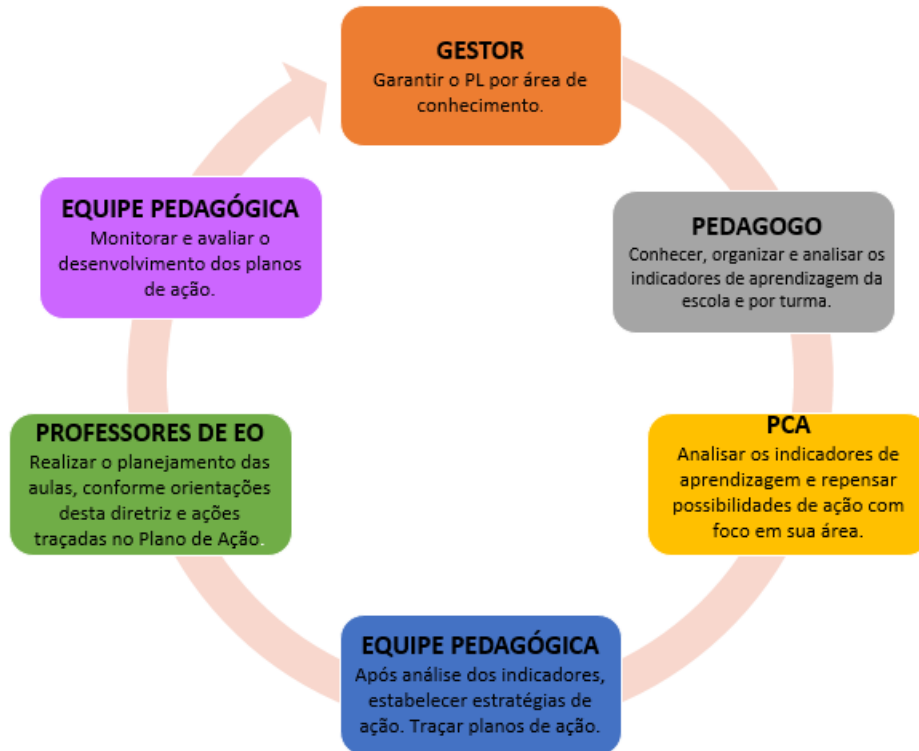 GESTOR
Garantir o PL por área de
conhecimento.
PEDAGOGO
Conhecer, organizar e analisar os
indicadores de aprendizagem da
escola e por turma.
PCA
Analisar os indicadores de
aprendizagem e repensar
possibilidades de ação com
foco em sua área.
EQUIPE PEDAGÓGICA
Após análise dos indicadores,
estabelecer estratégias de
ação. Traçar planos de ação.
PROFESSORES DE EO
Realizar o planejamento das
aulas, conforme orientações
desta diretriz e ações
traçadas no Plano de Ação.
EQUIPE PEDAGÓGICA
Monitorar e avaliar o
desenvolvimento dos planos
de ação.